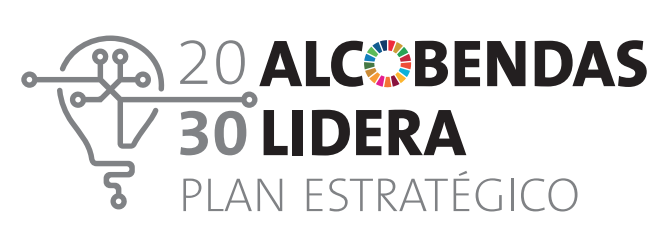 20 ALCOBENDAS
30 LIDERA
PLAN ESTRATÉGICO